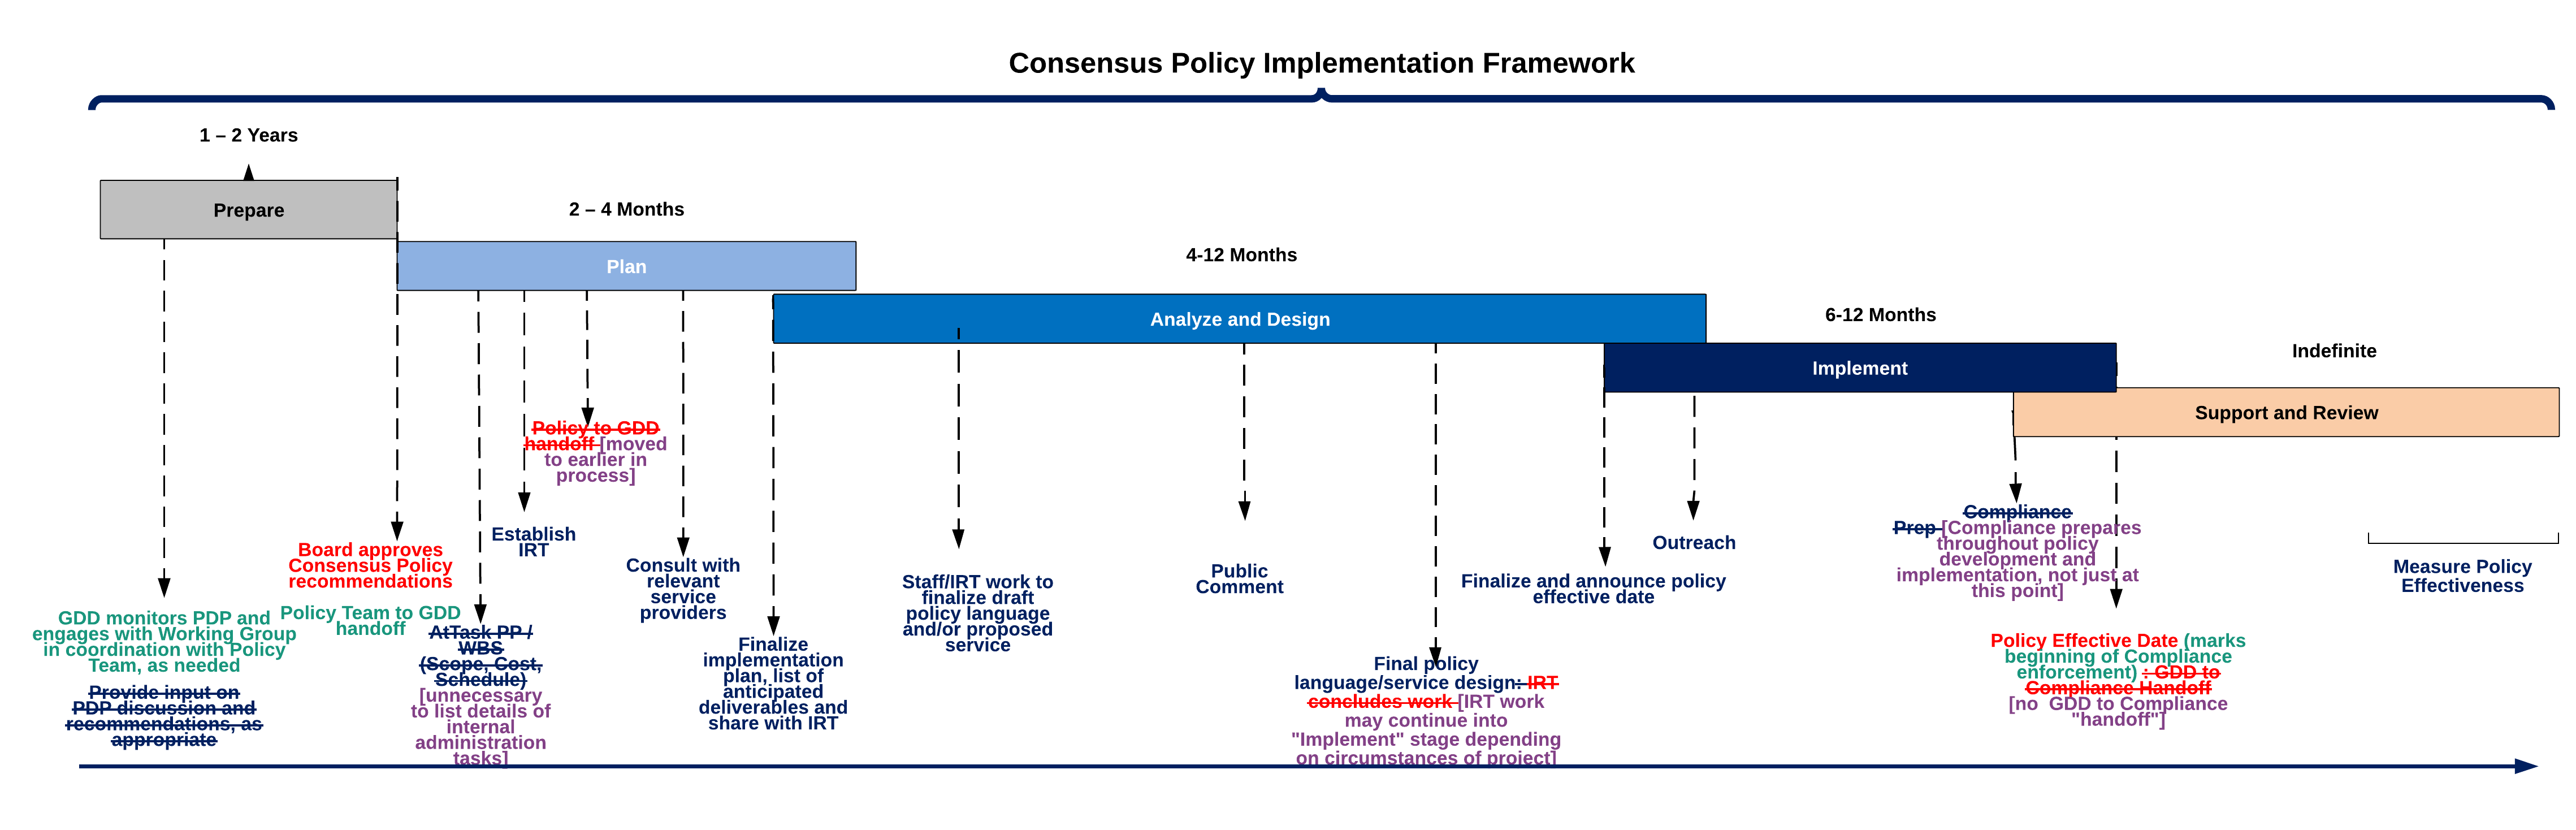 Consensus Policy Implementation Framework
1 – 2 Years
Prepare
2 – 4 Months
Plan
4-12 Months
Analyze and Design
6-12 Months
Implement
Indefinite
Support and Review
GDD monitors PDP and
engages with Working Group
in coordination with Policy
Team, as needed
Provide input on
PDP discussion and
recommendations, as
appropriate
Board approves
Consensus Policy
recommendations
Policy Team to GDD
handoff
AtTask PP /
WBS
(Scope, Cost,
Schedule)
[unnecessary
to list details of
internal
administration
tasks]
Establish
IRT
Policy to GDD
handoff [moved
to earlier in
process]
Consult with
relevant
service
providers
Finalize
implementation
plan, list of
anticipated
deliverables and
share with IRT
Staff/IRT work to
finalize draft
policy language
and/or proposed
service
Public
Comment
Final policy
language/service design: IRT
concludes work [IRT work
may continue into
"Implement" stage depending
on circumstances of project]
Finalize and announce policy
effective date
Outreach
Compliance
Prep [Compliance prepares
throughout policy
development and
implementation, not just at
this point]
Policy Effective Date (marks
beginning of Compliance
enforcement) : GDD to
Compliance Handoff
[no  GDD to Compliance
"handoff"]
Measure Policy
Effectiveness